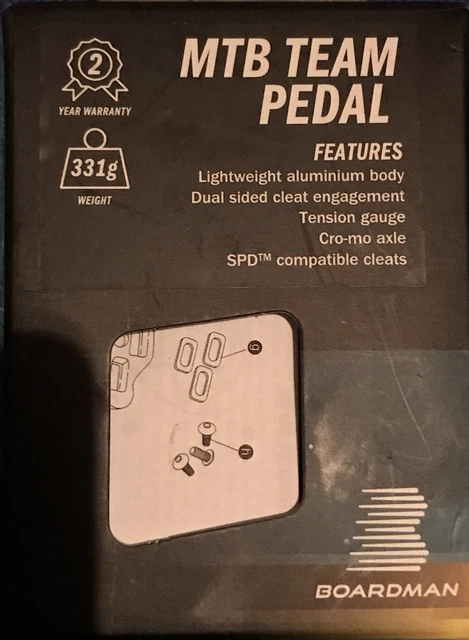 MTB TEAM
PEDAL
2
YEAR WARRANTY
331g
WEIGHT
FEATURES
Lightweight aluminium body
Dual sided cleat engagement
Tension gauge
Cro-mo axle
SPD™ compatible cleats
g
h
BOARDMAN